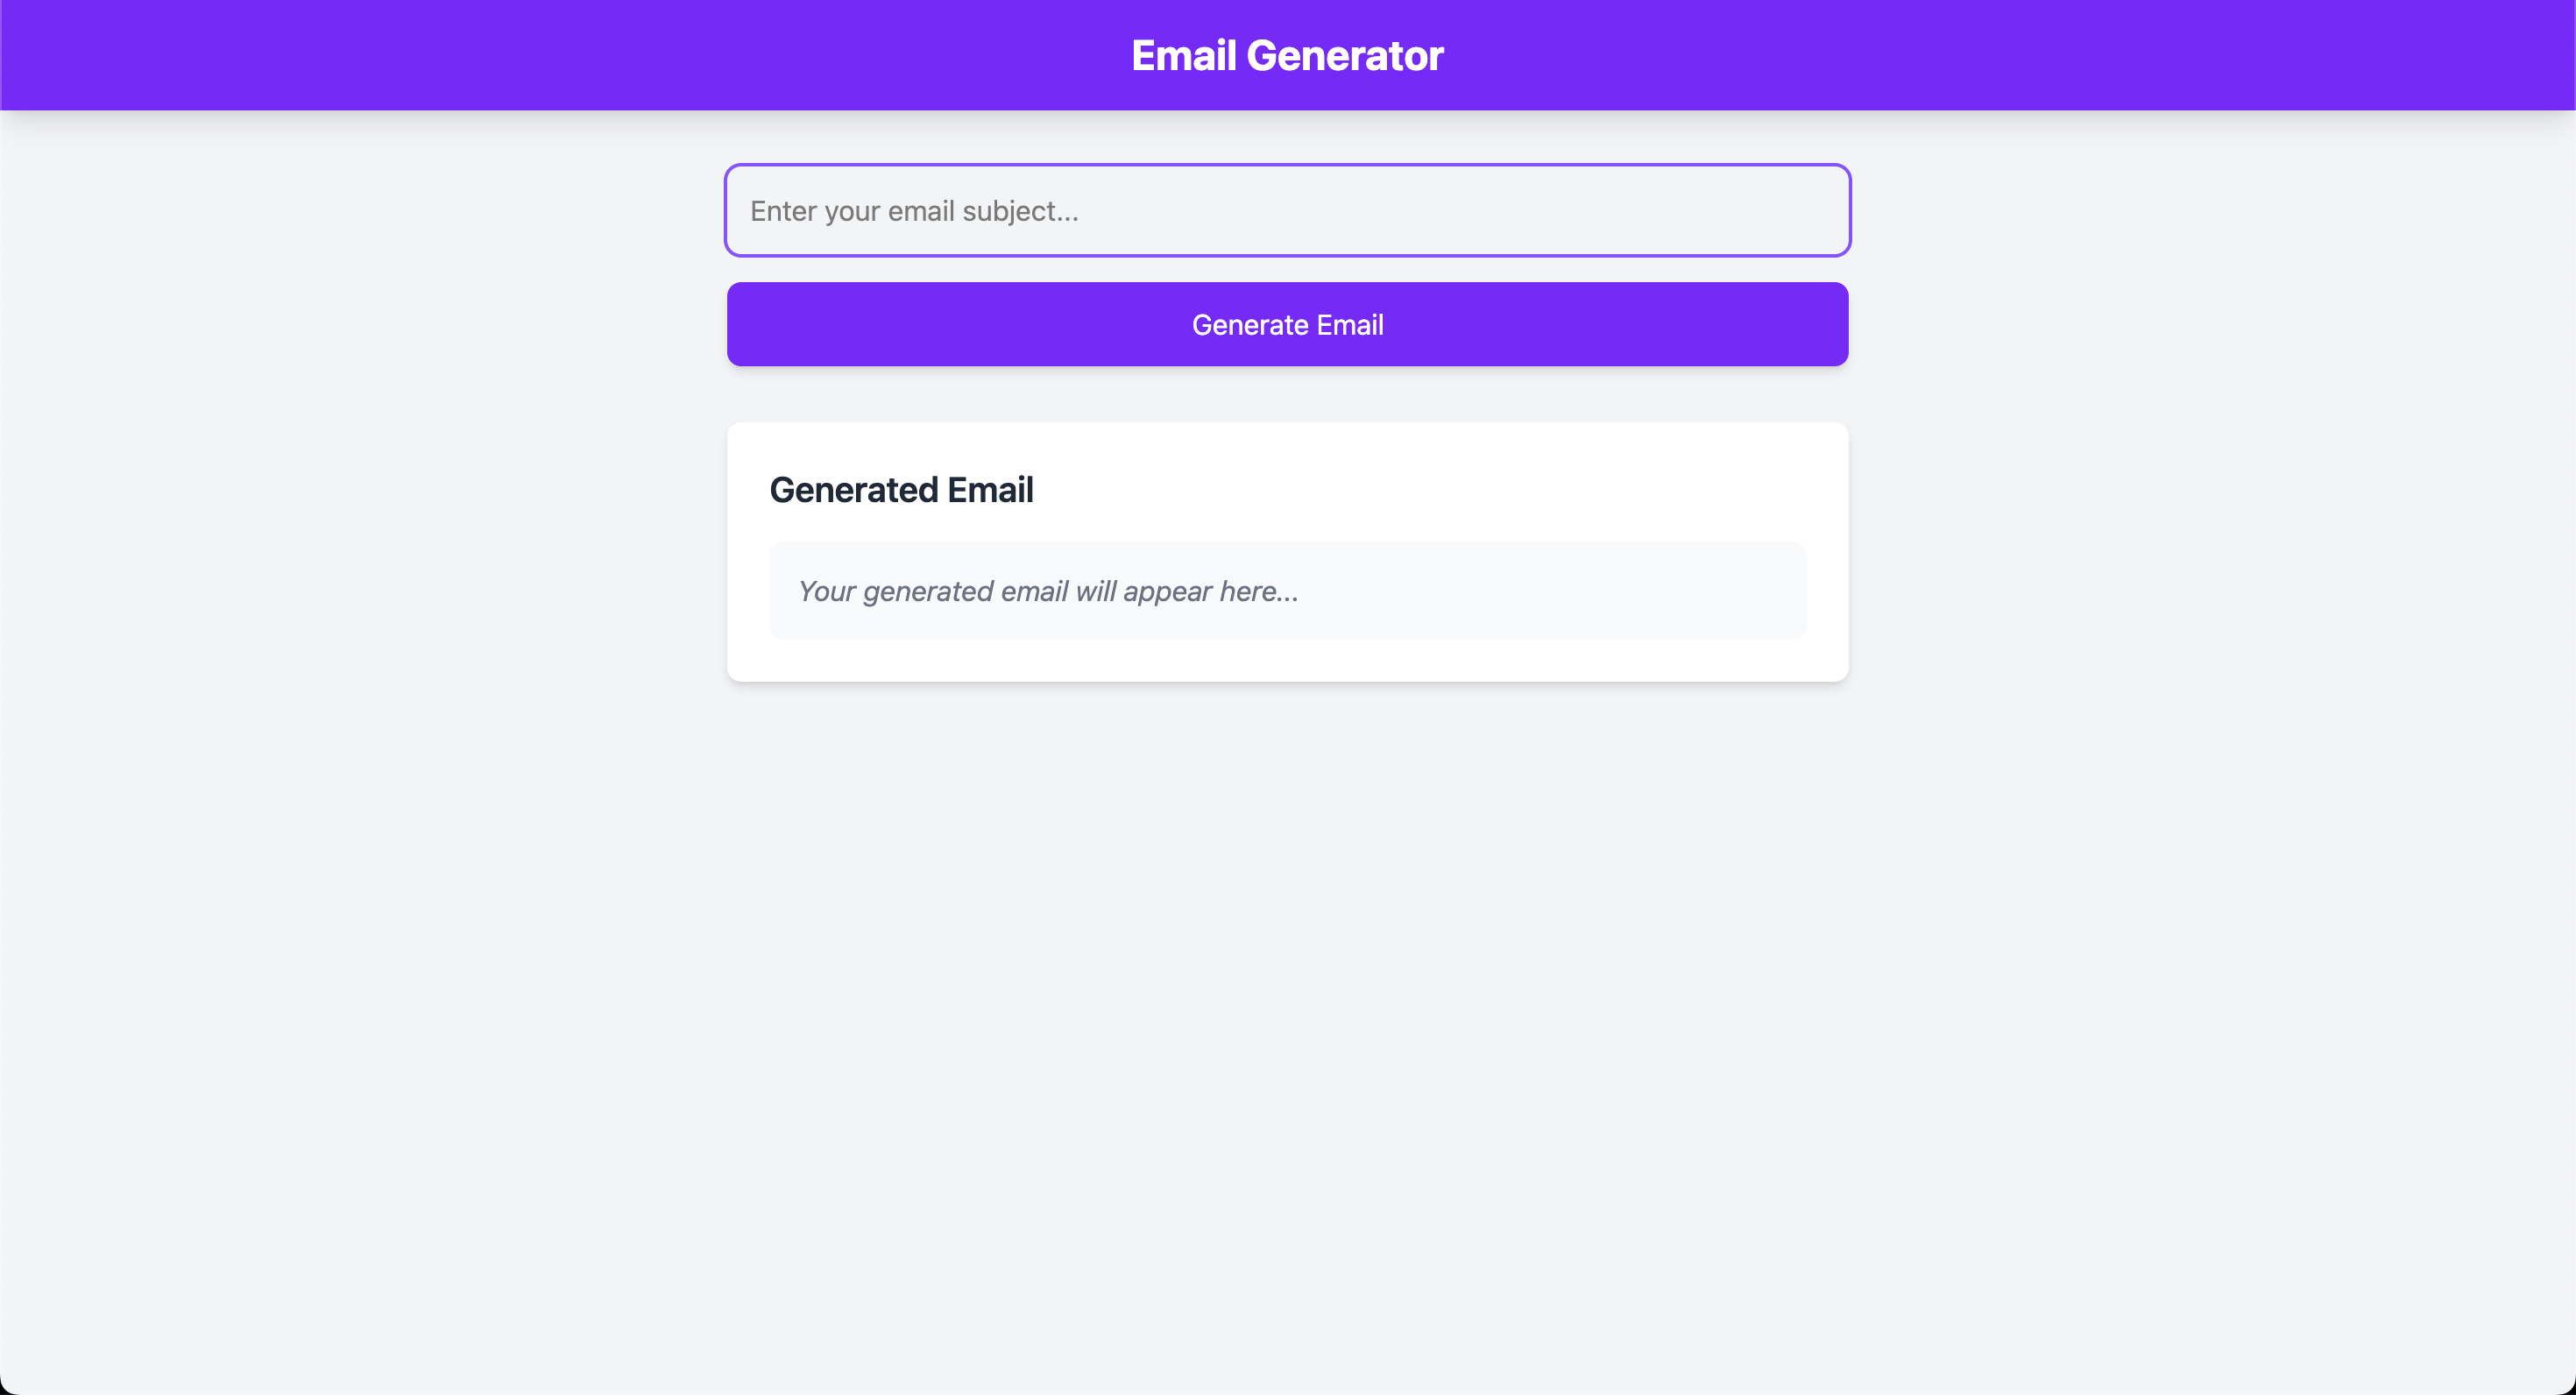 Email Generator
Enter your email subject...
Generate Email
Generated Email
Your generated email will appear here...